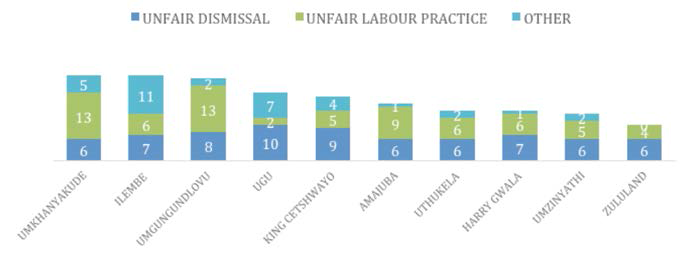 UNFAIR DISMISSAL UNFAIR LABOUR PRACTICE OTHER
5 11 2 7 4 1 2 1 2 0
13 6 13 2 5 9 6 6 5 4
6 7 8 10 9 6 6 7 6 6
UMKHANYAKUDE
ILEMBE
UMGUNGUNDLOVU
UGU
KING CETSHWAYO
AMAJUBA
UTHUKELA
HARRY GWALA
UMZINYATHI
ZULULAND